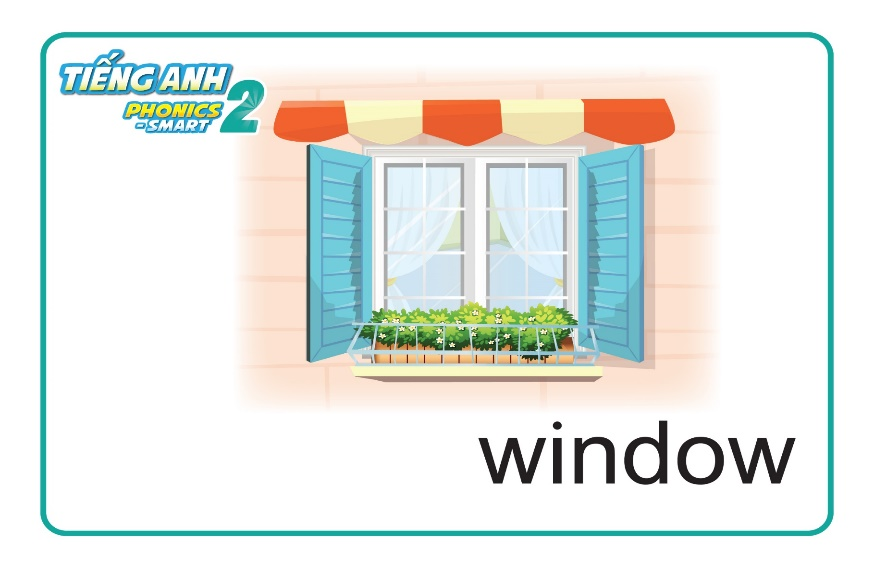 TIẾNG ANH 2
PHONICS
-SMART
window